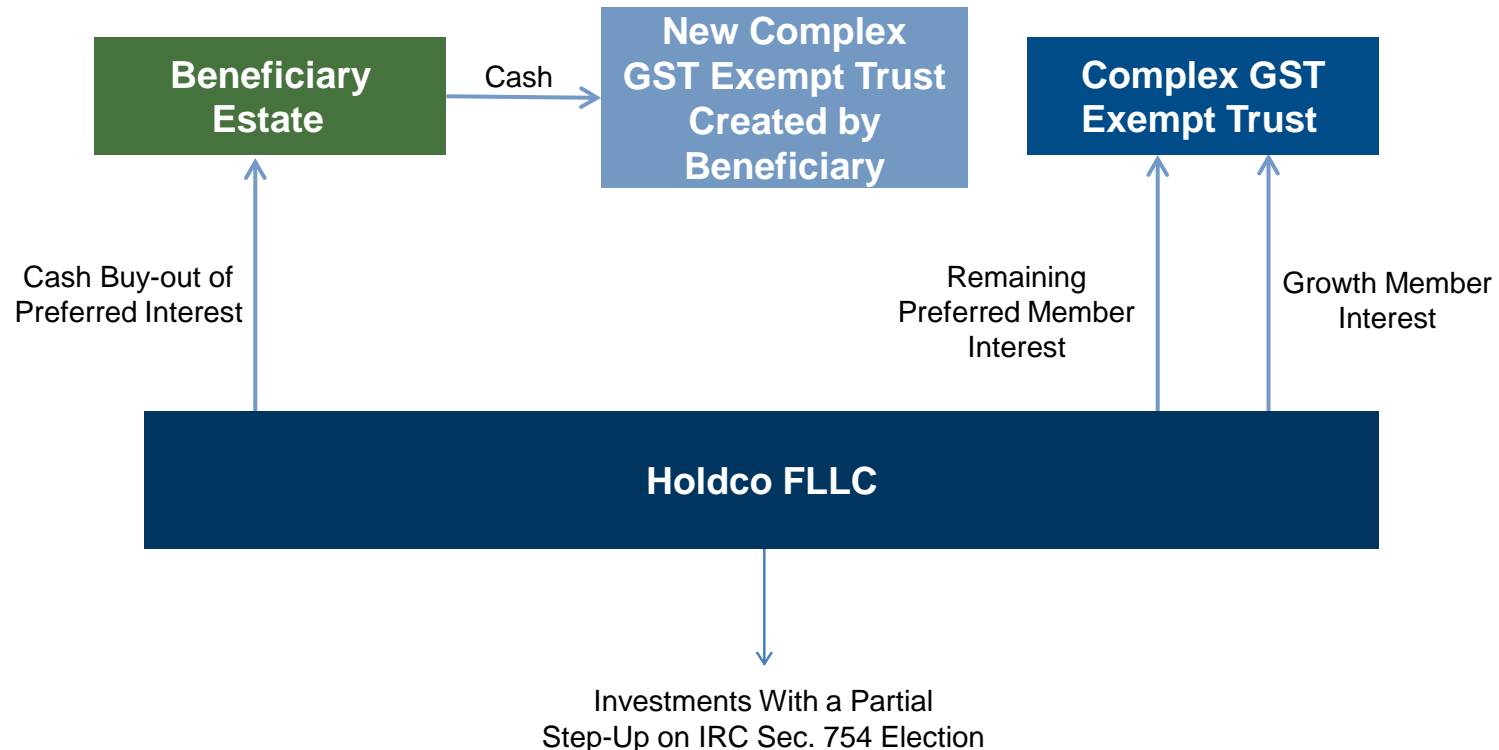 Beneficiary
Estate
Cash
New Complex
GST Exempt Trust
Created by
Beneficiary
Complex GST
Exempt Trust
Cash Buy-out of
Preferred Interest
Remaining
Preferred Member
Interest
Growth Member
Interest
Holdco FLLC
Investments With a Partial
Step-Up on IRC Sec. 754 Election